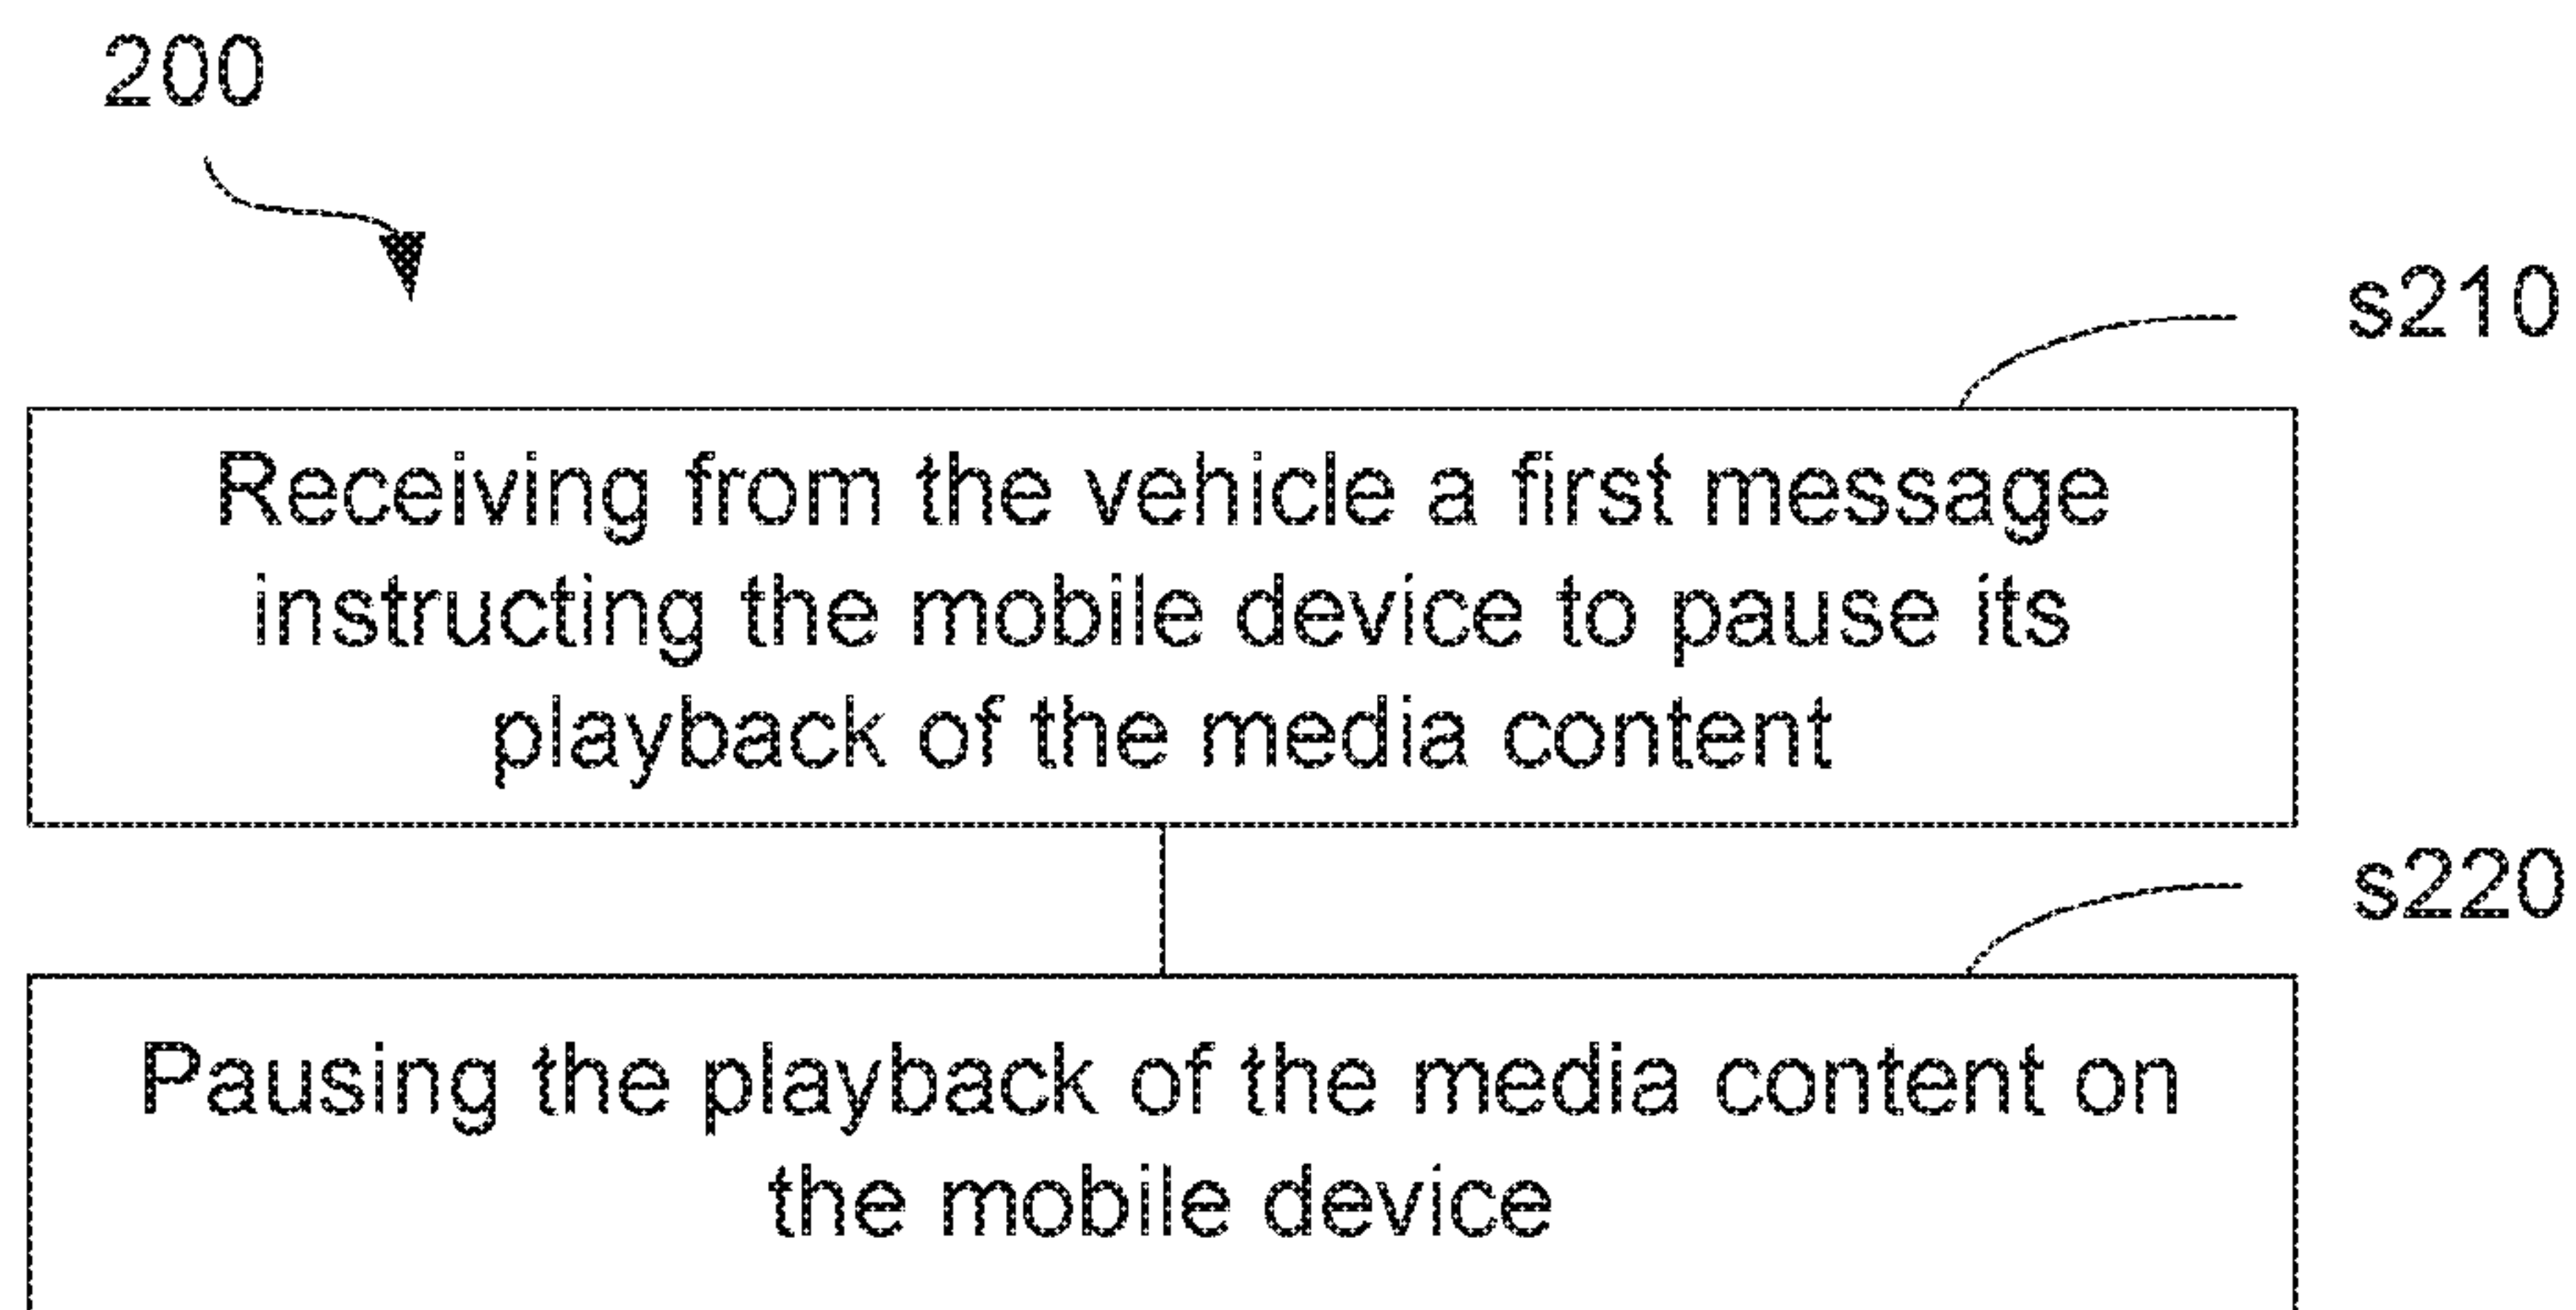 200
s210
Receiving from the vehicle a first message
instructing the mobile device to pause its
playback of the media content
s220
Pausing the playback of the media content on
the mobile device